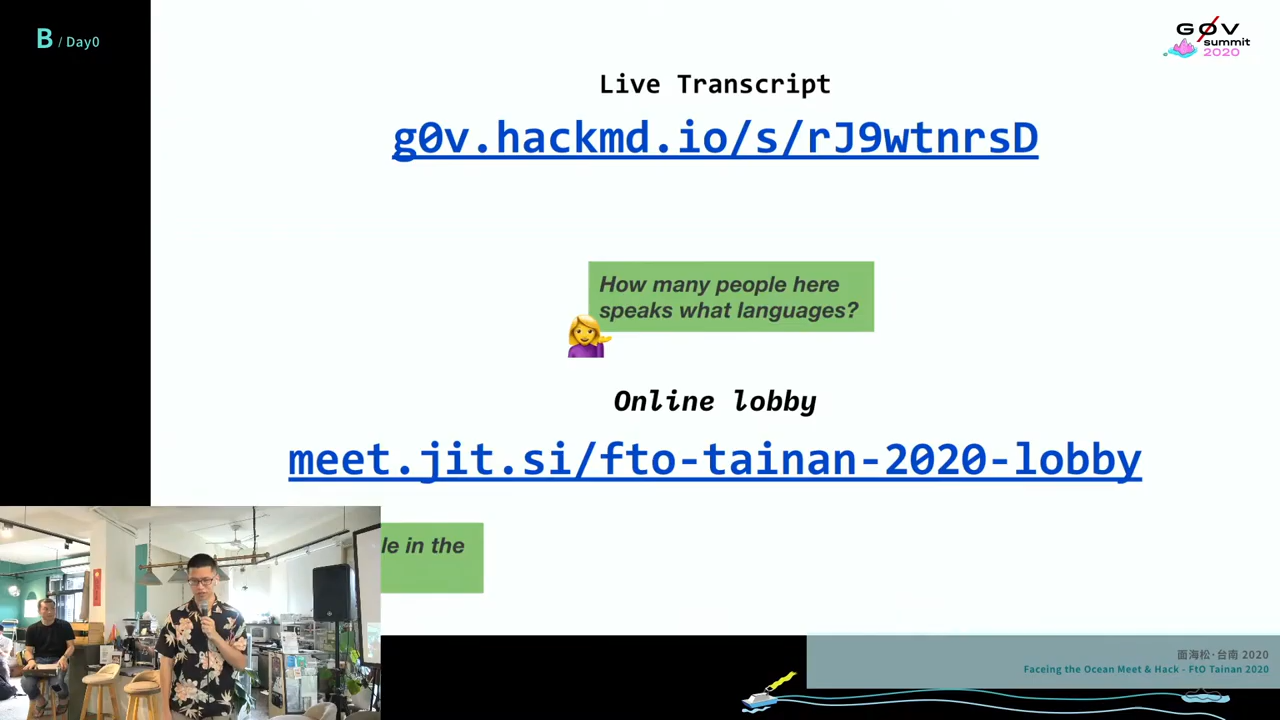 B / Day0
G0V
summit
2020
Live Transcript
g0v.hackmd.io/s/rJ9wtnrsD
How many people here
speaks what languages?
Online lobby
meet.jit.si/fto-tainan-2020-lobby
le in the
面海松·台南 2020
Faceing the Ocean Meet & Hack - FtO Tainan 2020